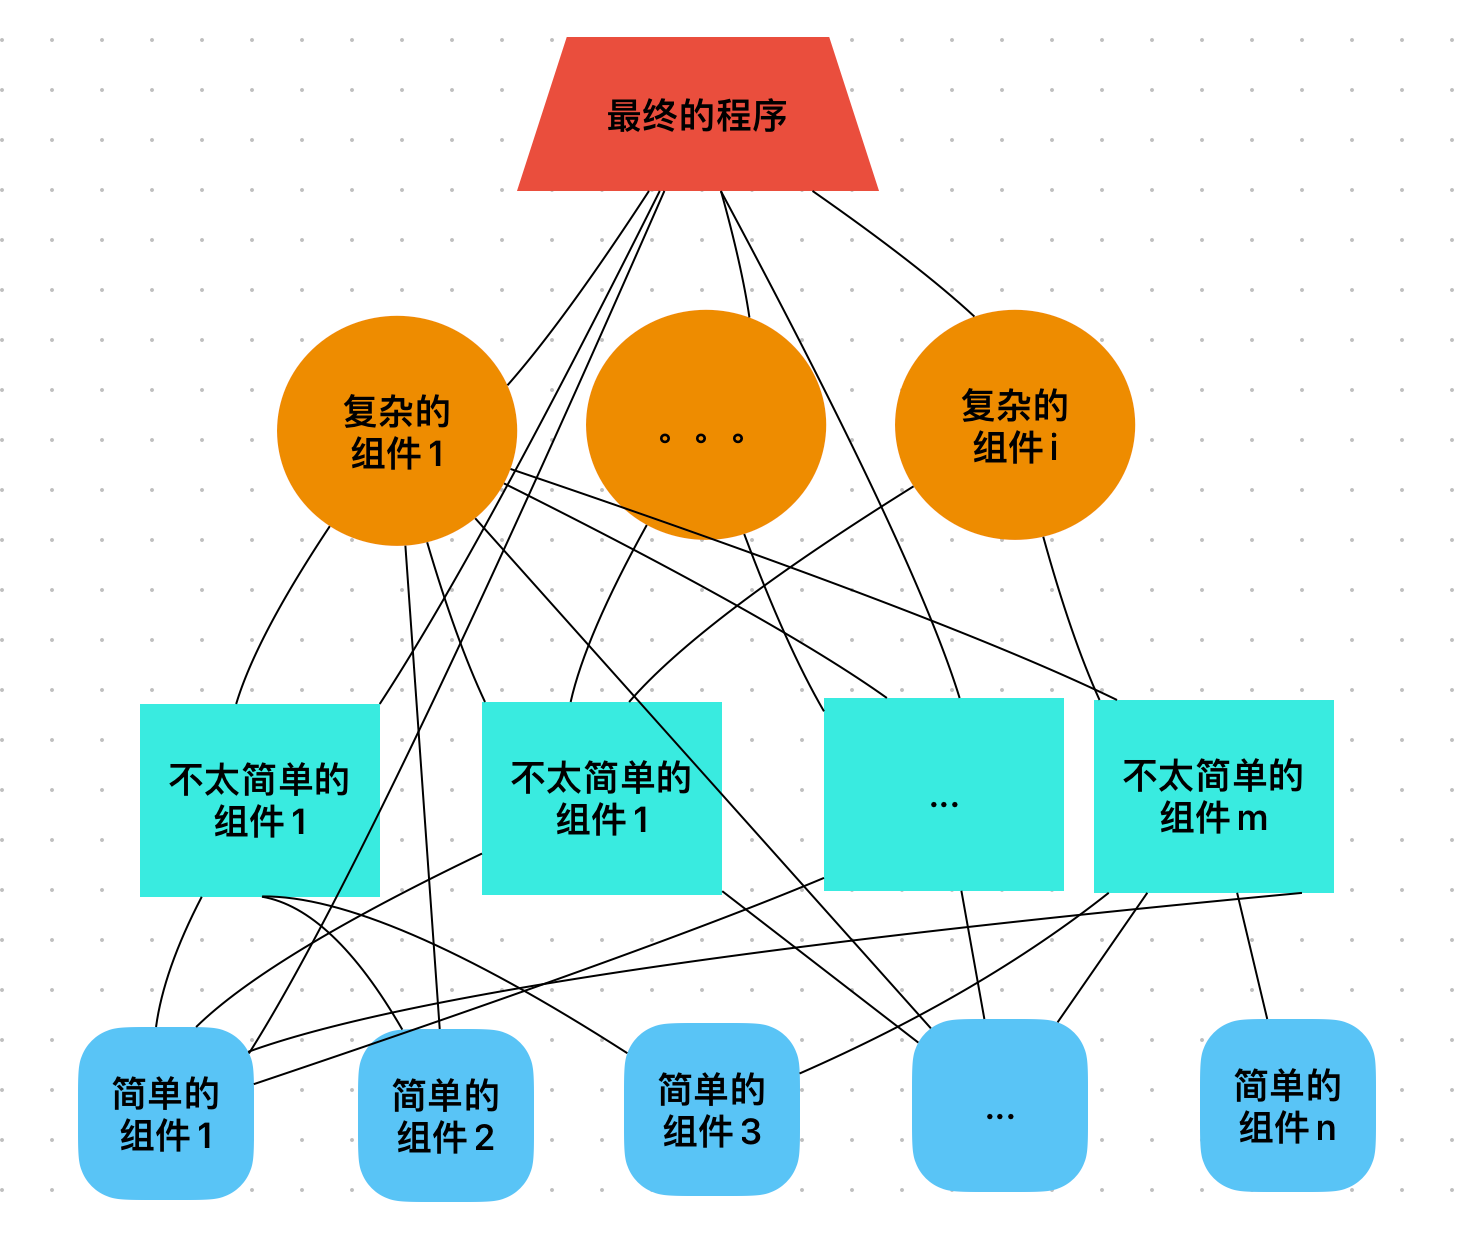 最终的程序
复杂的
组件 1
。。。
复杂的
组件 i
不太简单的
组件 1
不太简单的
组件 1
...
不太简单的
组件 m
简单的
组件 1
简单的
组件 2
简单的
组件 3
...
简单的
组件 n